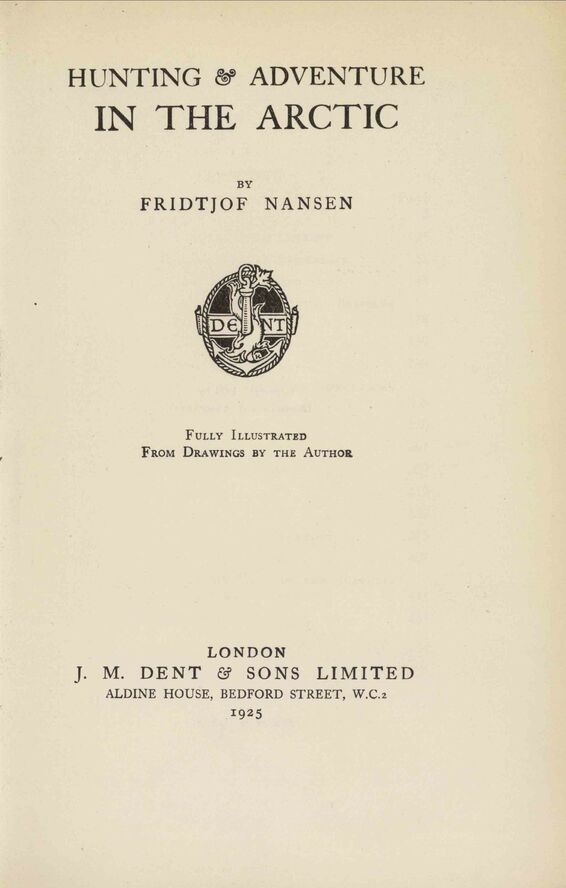 HUNTING & ADVENTURE
IN THE ARCTIC
BY
FRIDTJOF NANSEN
DENT
FULLY ILLUSTRATED
FROM DRAWINGS BY THE AUTHOR
LONDON
J. M. DENT & SONS LIMITED
ALDINE HOUSE, BEDFORD STREET, W.C.2
1925